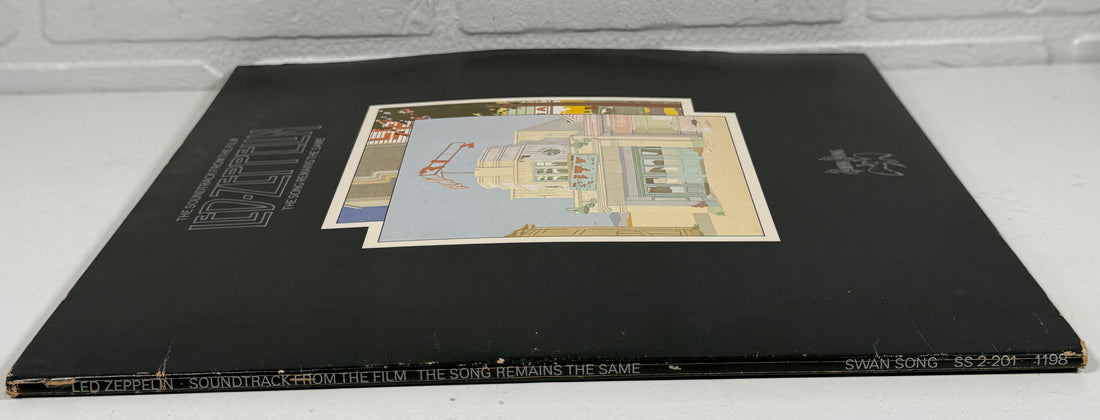 THE SOUNDTRACK FROM THE FILM
LED ZEPPELIN
THE SONG REMAINS THE SAME
LED ZEPPELIN · SOUNDTRACK FROM THE FILM THE SONG REMAINS THE SAME SWAN SONG SS 2-201 1198